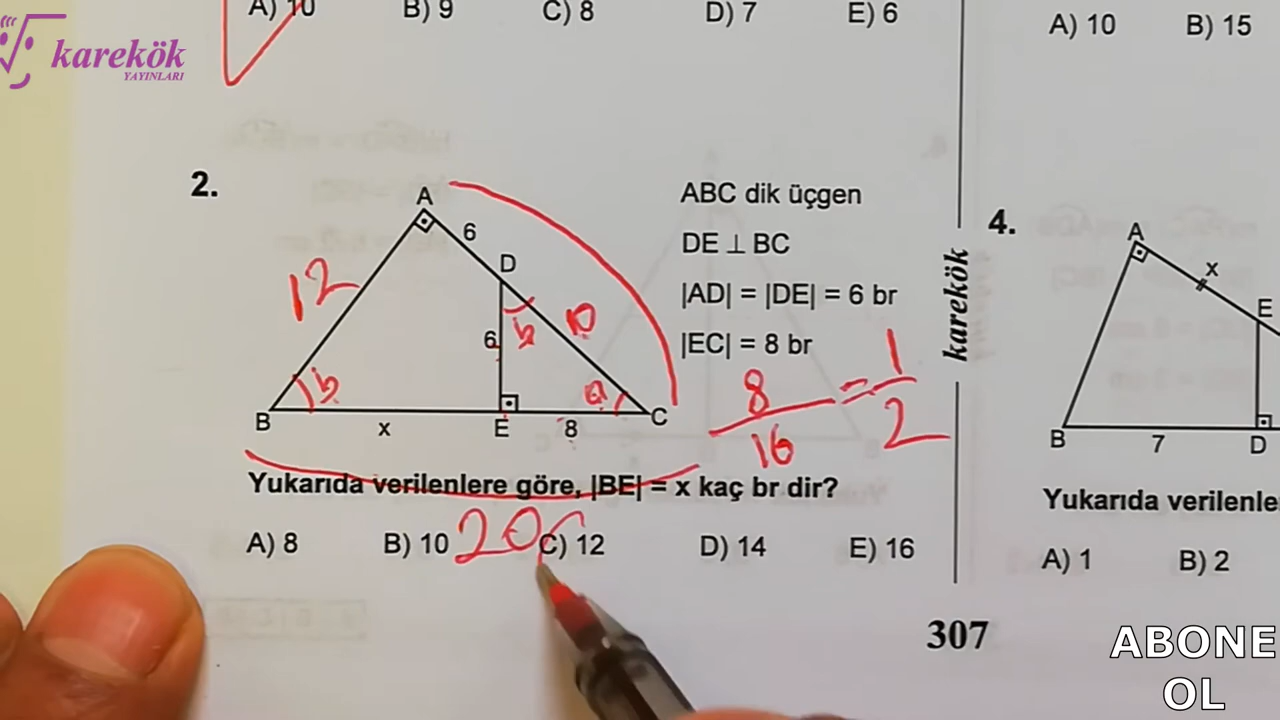 A) 10 B) 9 C) 8 D) 7 E) 6
A) 10 B) 15
karekök
YAYINLARI
2.
A
6
D
12
6
b
10
b
a
B
x
E
8
C
ABC dik üçgen
DE ⊥ BC
|AD| = |DE| = 6 br
|EC| = 8 br
8/16 = 1/2
Yukarıda verilenlere göre, |BE| = x kaç br dir?
20
A) 8 B) 10 C) 12 D) 14 E) 16
karekök
307
4.
A
x
E
B
7
D
Yukarıda verilenle
A) 1 B) 2
ABONE
OL